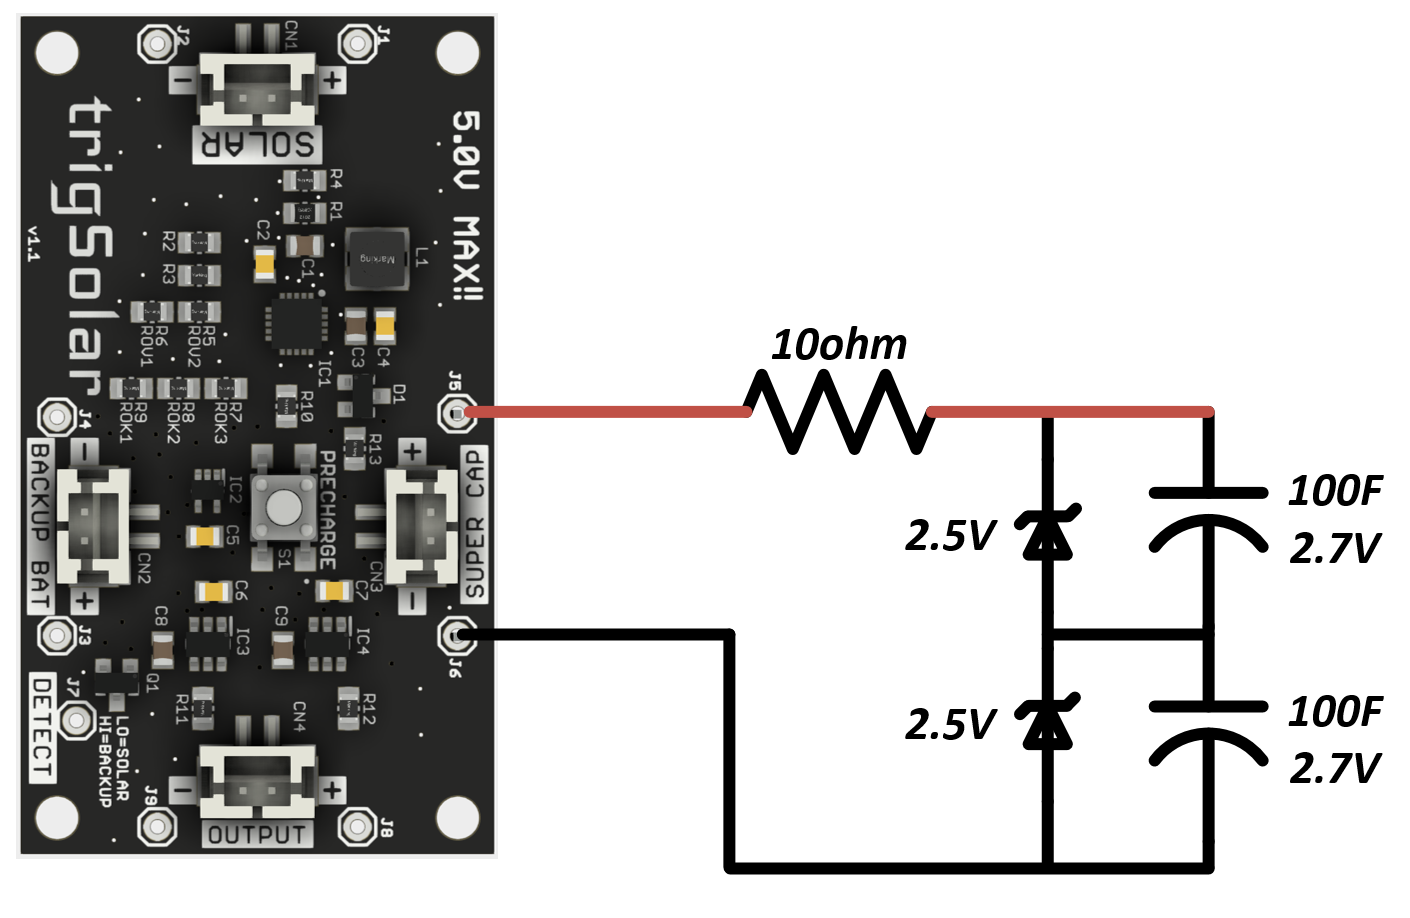 J2
CN1
J1
-
+
SOLAR
trigSolar
v1.1
5.0V MAX!!
R4
R1
C2
C1
L1
R2
R3
R6
ROV1
R5
ROV2
IC1
C3
C4
D1
R9
ROK1
R8
ROK2
R7
ROK3
R10
R13
J5
J4
BACKUP BAT
-
+
CN2
J3
IC2
C5
PRECHARGE
S1
+
-
CN3
SUPER CAP
J6
C6
C7
C8
C9
IC3
IC4
Q1
J7
DETECT
LO=SOLAR
HI=BACKUP
R11
R12
CN4
-
+
OUTPUT
J9
J8
Marking
10ohm
2.5V
100F
2.7V
2.5V
100F
2.7V